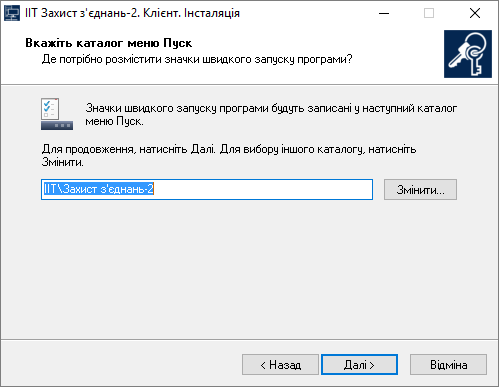 ІІТ Захист з'єднань-2. Клієнт. Інсталяція
Вкажіть каталог меню Пуск
Де потрібно розмістити значки швидкого запуску програми?
Значки швидкого запуску програми будуть записані у наступний каталог
меню Пуск.
Для продовження, натисніть Далі. Для вибору іншого каталогу, натисніть
Змінити.
ІІТ\Захист з'єднань-2
Змінити...
< Назад
Далі >
Відміна